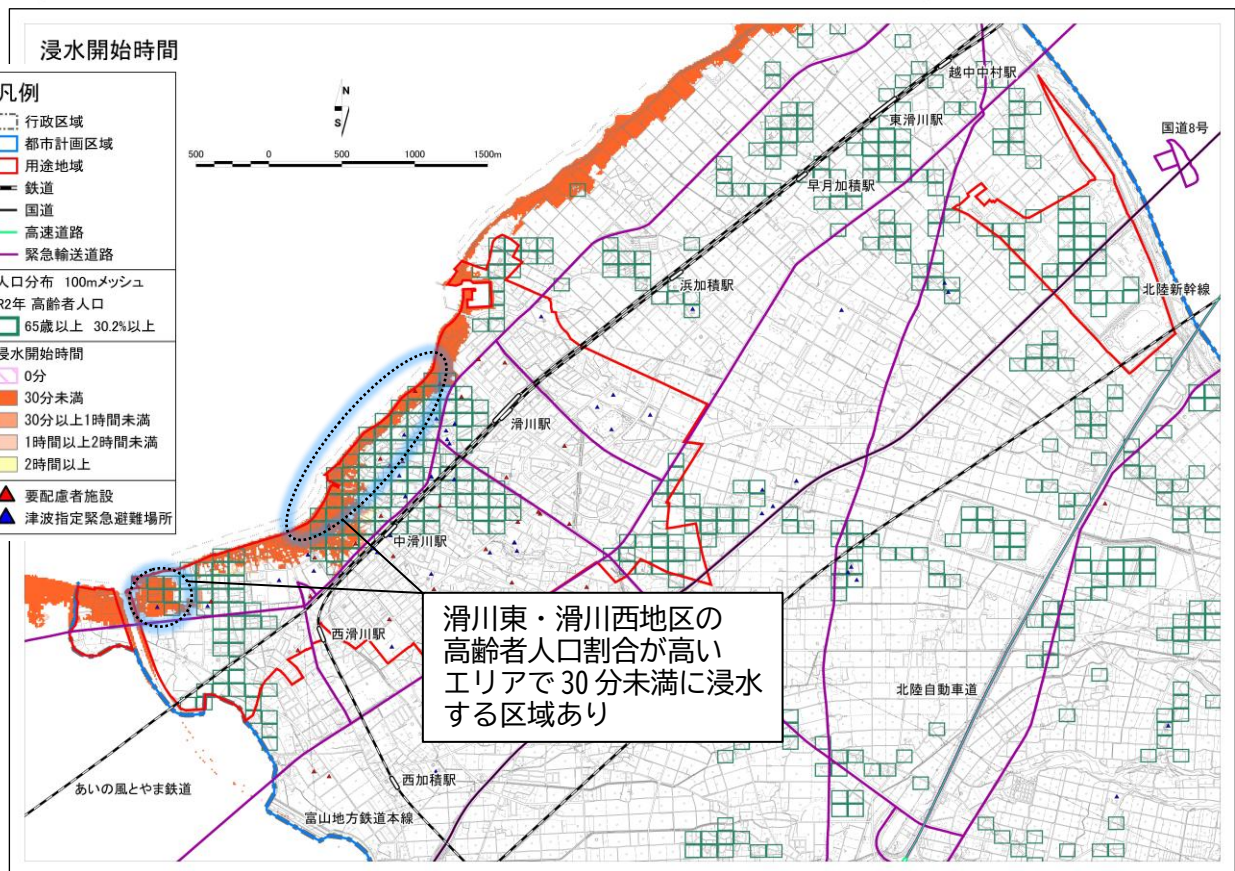 浸水開始時間
凡例
行政区域
都市計画区域
用途地域
鉄道
国道
高速道路
緊急輸送道路
人口分布 100mメッシュ
R2年 高齢者人口
65歳以上 30.2%以上
浸水開始時間
0分
30分未満
30分以上1時間未満
1時間以上2時間未満
2時間以上
要配慮者施設
津波指定緊急避難場所
N
S
500 0 500 1000 1500m
越中中村駅
東滑川駅
国道8号
早月加積駅
浜加積駅
北陸新幹線
滑川駅
中滑川駅
西滑川駅
滑川東・滑川西地区の
高齢者人口割合が高い
エリアで30分未満に浸水
する区域あり
北陸自動車道
西加積駅
あいの風とやま鉄道
富山地方鉄道本線